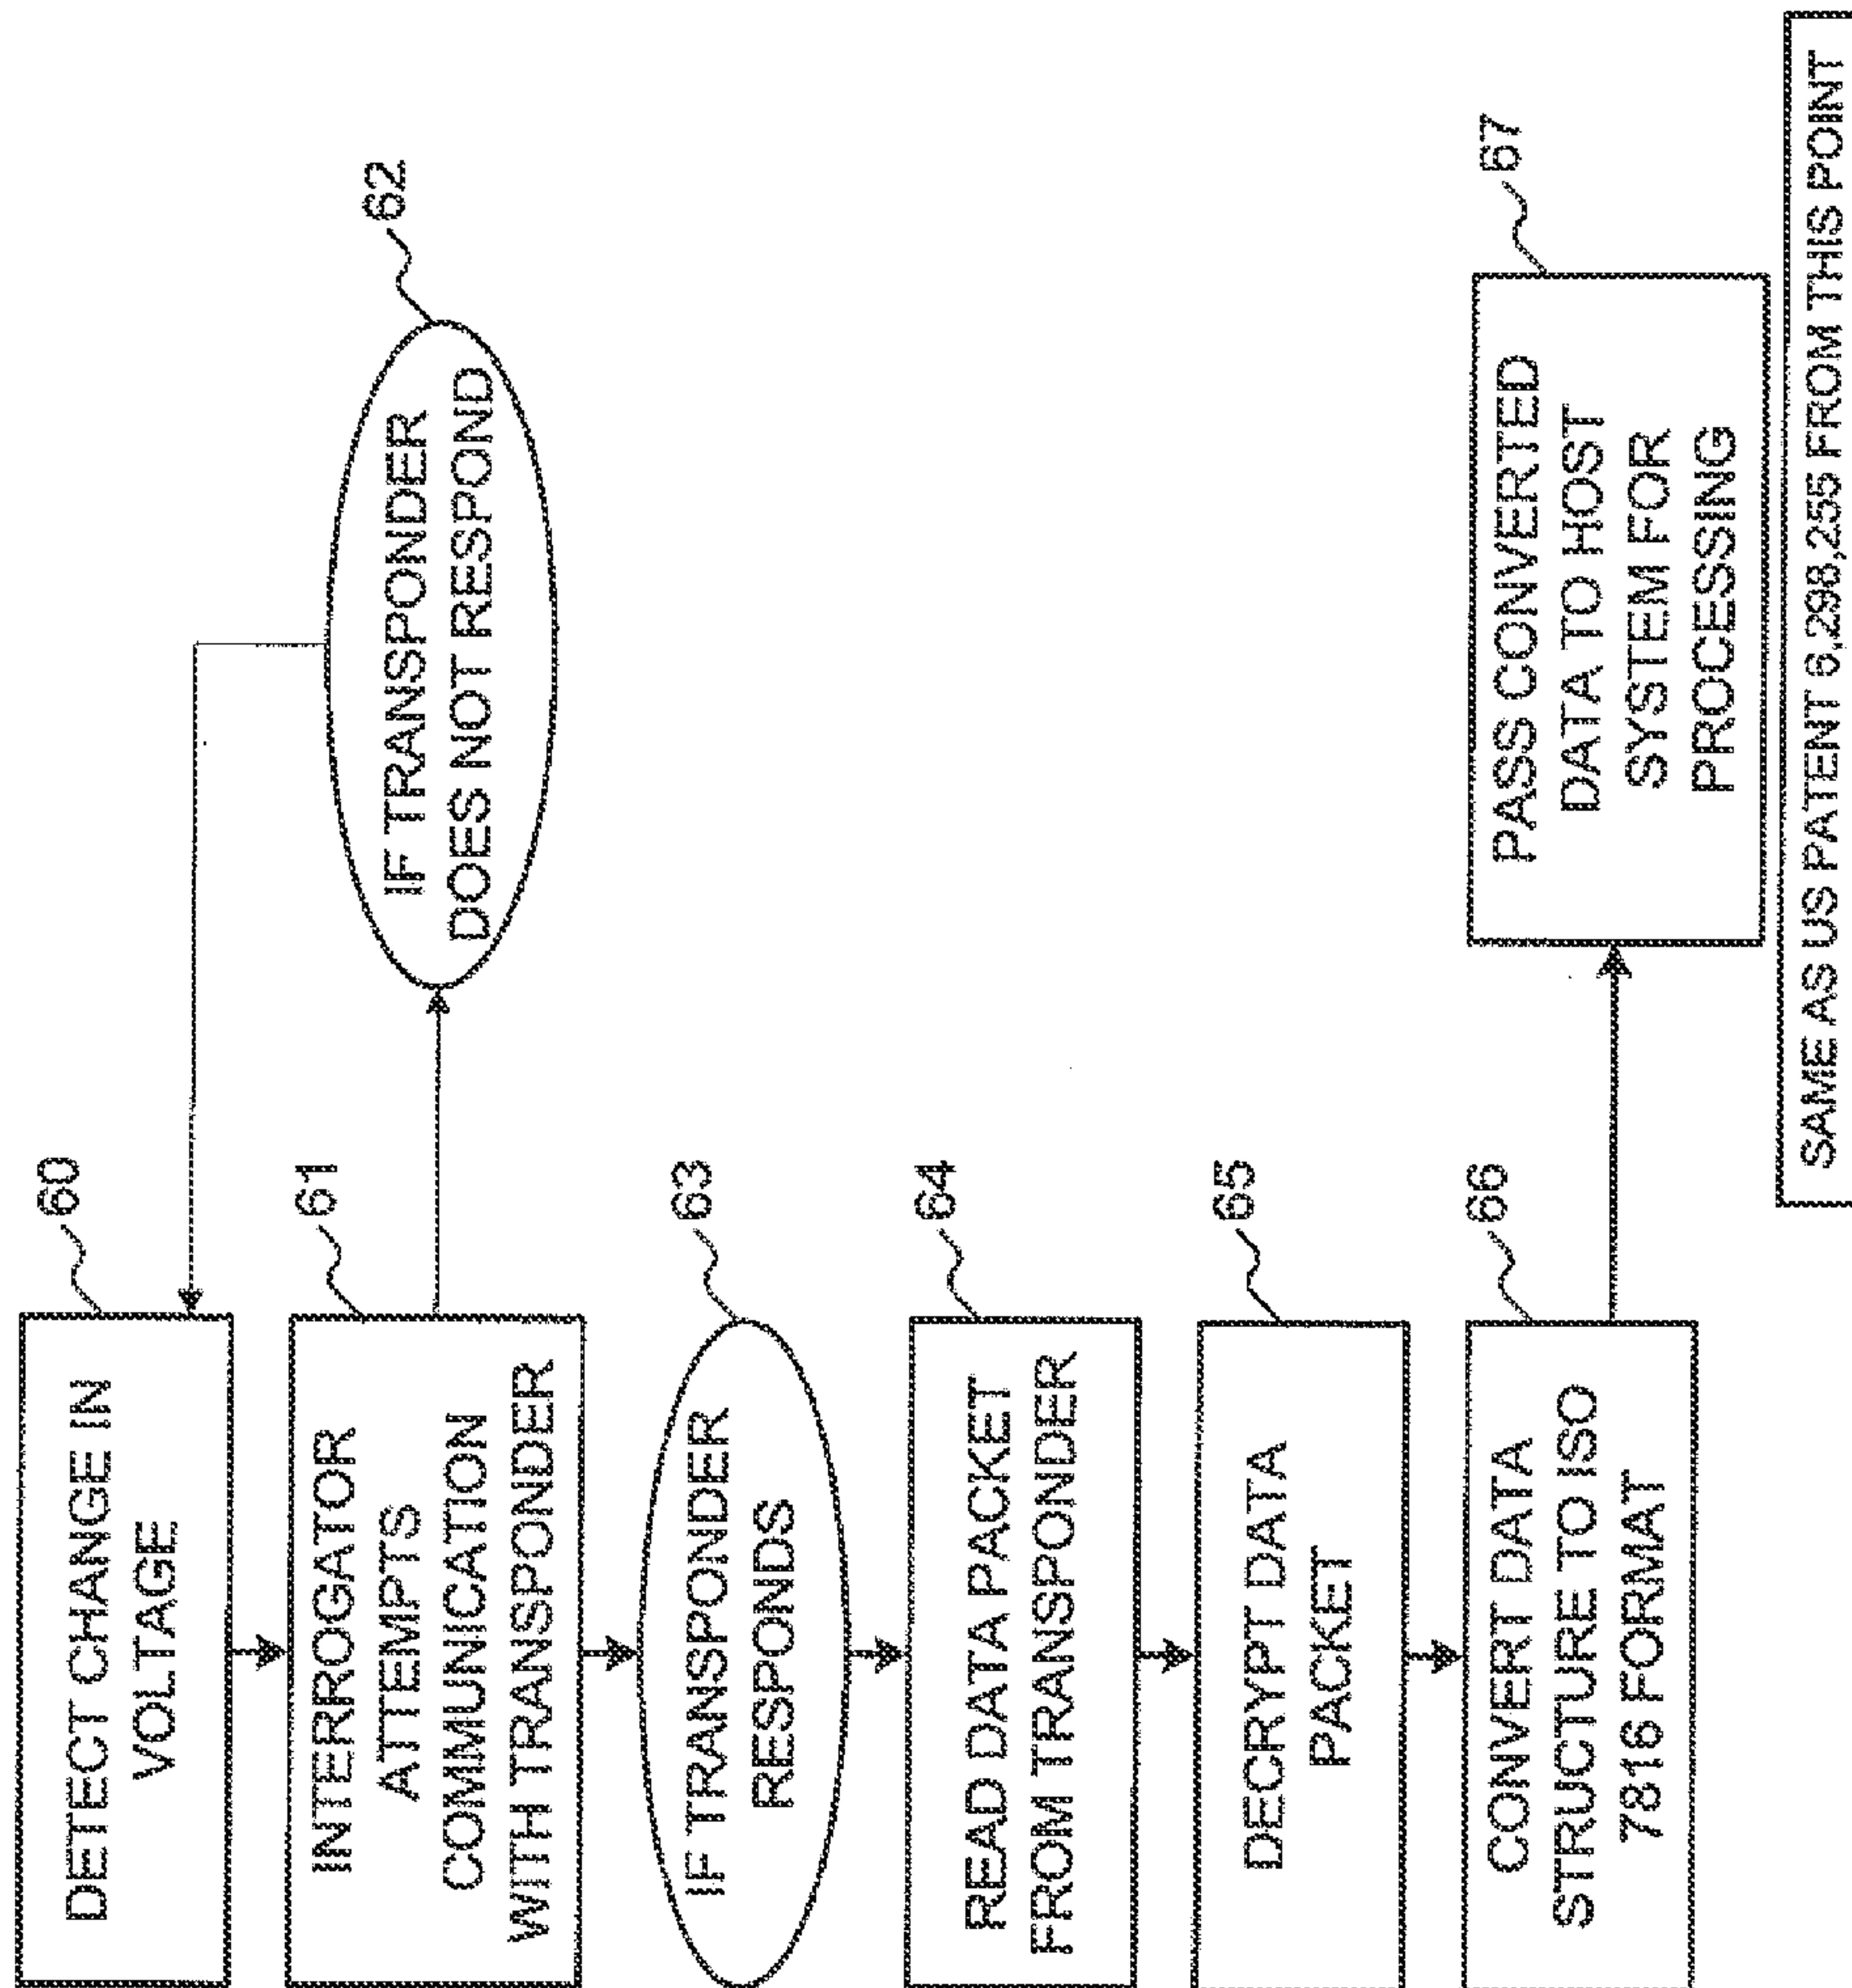 DETECT CHANGE IN
VOLTAGE
60
INTERROGATOR
ATTEMPTS
COMMUNICATION
WITH TRANSPONDER
61
IF TRANSPONDER
DOES NOT RESPOND
62
IF TRANSPONDER
RESPONDS
63
READ DATA PACKET
FROM TRANSPONDER
64
DECRYPT DATA
PACKET
65
CONVERT DATA
STRUCTURE TO ISO
7816 FORMAT
66
PASS CONVERTED
DATA TO HOST
SYSTEM FOR
PROCESSING
67
SAME AS US PATENT 6,298,255 FROM THIS POINT